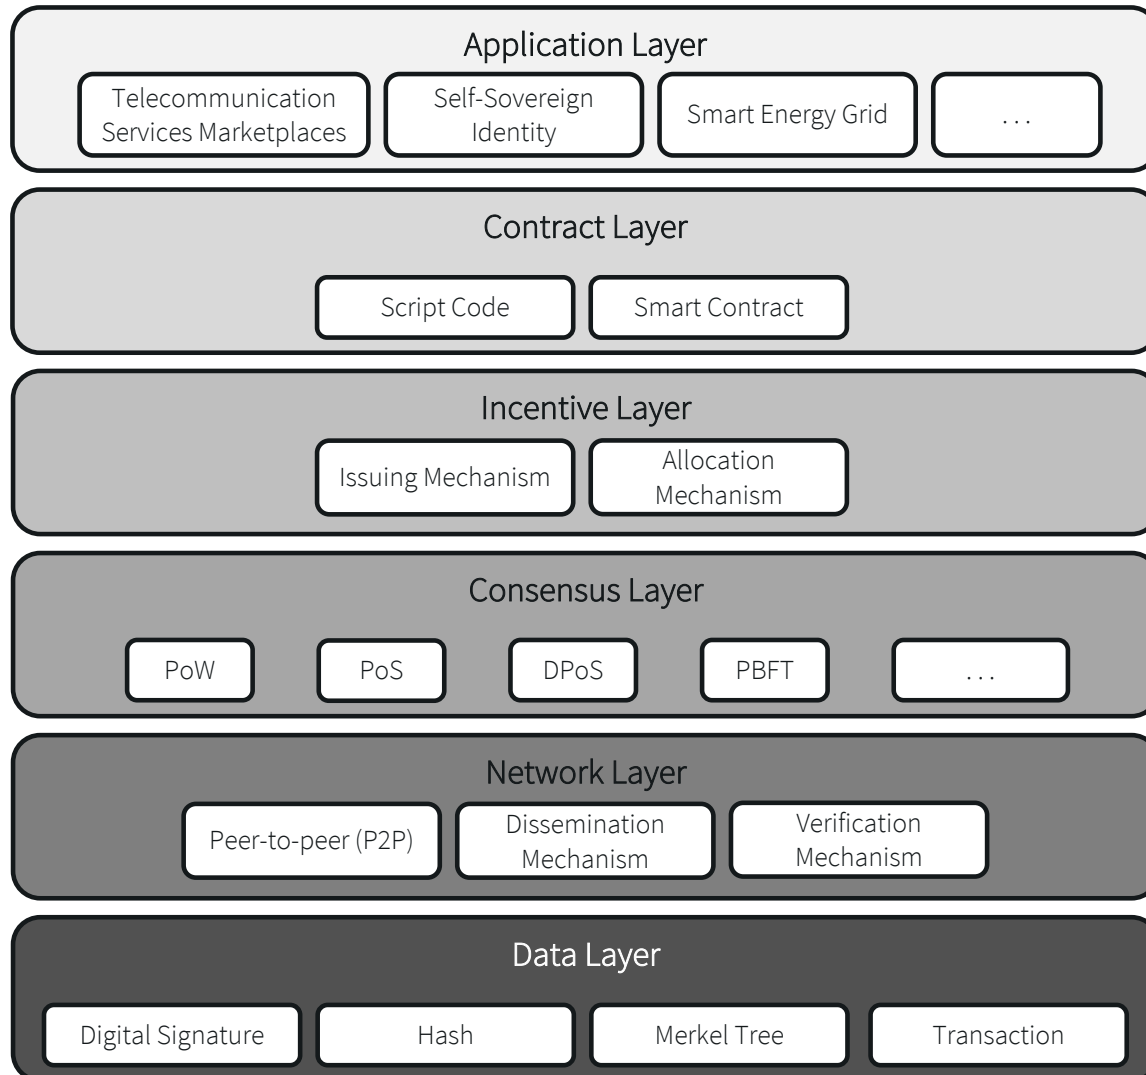 Application Layer
Telecommunication
Services Marketplaces
Self-Sovereign
Identity
Smart Energy Grid
. . .
Contract Layer
Script Code
Smart Contract
Incentive Layer
Issuing Mechanism
Allocation
Mechanism
Consensus Layer
PoW
PoS
DPoS
PBFT
. . .
Network Layer
Peer-to-peer (P2P)
Dissemination
Mechanism
Verification
Mechanism
Data Layer
Digital Signature
Hash
Merkel Tree
Transaction